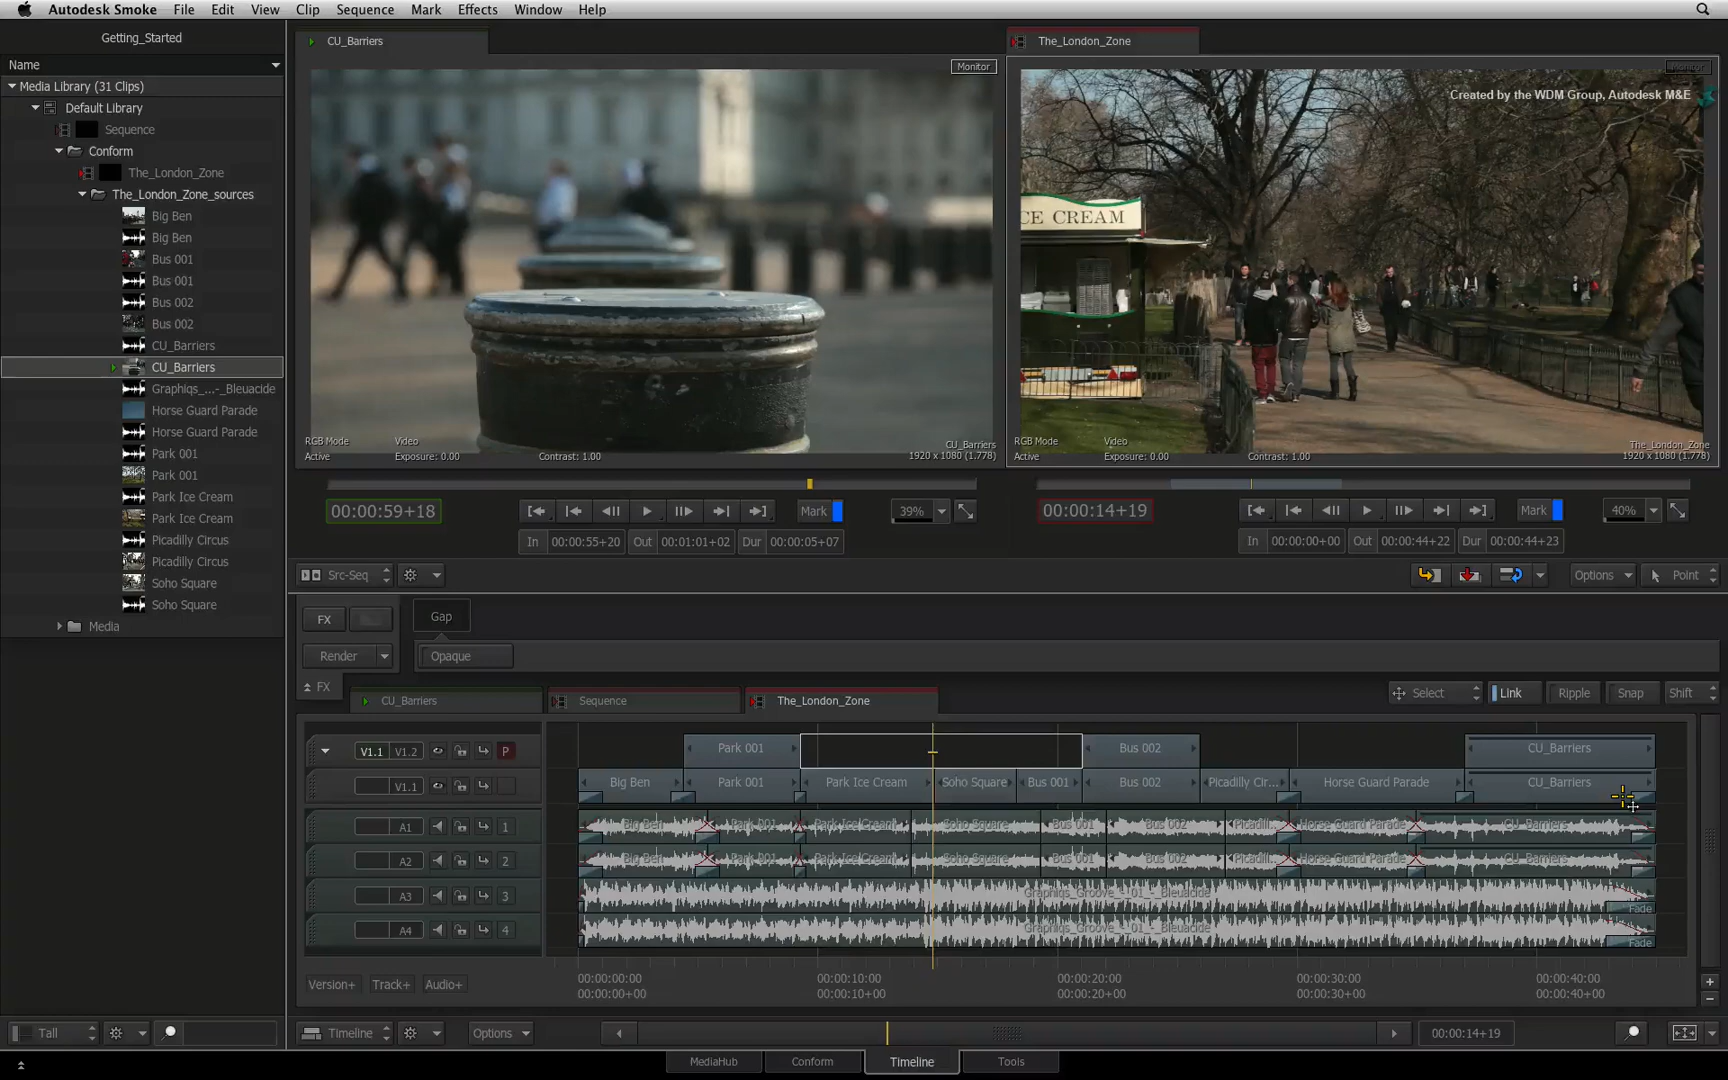 Autodesk Smoke File Edit View Clip Sequence Mark Effects Window Help
Getting_Started
Name
Media Library (31 Clips)
Default Library
Sequence
Conform
The_London_Zone
The_London_Zone_sources
Big Ben
Big Ben
Bus 001
Bus 001
Bus 002
Bus 002
CU_Barriers
CU_Barriers
Graphiqs_...-_Bleuacide
Horse Guard Parade
Horse Guard Parade
Park 001
Park 001
Park Ice Cream
Park Ice Cream
Picadilly Circus
Picadilly Circus
Soho Square
Soho Square
Media
Tall
CU_Barriers
Monitor
RGB Mode Video CU_Barriers
Active Exposure: 0.00 Contrast: 1.00 1920 x 1080 (1.778)
00:00:59+18 Mark 39%
In 00:00:55+20 Out 00:01:01+02 Dur 00:00:05+07
The_London_Zone
Monitor
Created by the WDM Group, Autodesk M&E
CE CREAM
RGB Mode Video The_London_Zone
Active Exposure: 0.00 Contrast: 1.00 1920 x 1080 (1.778)
00:00:14+19 Mark 40%
In 00:00:00+00 Out 00:00:44+22 Dur 00:00:44+23
Src-Seq Options Point
FX Gap
Render Opaque
FX
CU_Barriers Sequence The_London_Zone Select Link Ripple Snap Shift
V1.1 V1.2 P Park 001 Bus 002 CU_Barriers
V1.1 Big Ben Park 001 Park Ice Cream Soho Square Bus 001 Bus 002 Picadilly Cir... Horse Guard Parade CU_Barriers
A1 1 Big Ben Park 001 Park Ice Cream Soho Square Bus 001 Bus 002 Picadill... Horse Guard Parade CU_Barriers
A2 2 Big Ben Park 001 Park Ice Cream Soho Square Bus 001 Bus 002 Picadill... Horse Guard Parade CU_Barriers
A3 3 Graphiqs_Groove_-_01_-_Bleuacide Fade
A4 4 Graphiqs_Groove_-_01_-_Bleuacide Fade
Version+ Track+ Audio+
00:00:00:00 00:00:10:00 00:00:20:00 00:00:30:00 00:00:40:00
00:00:00+00 00:00:10+00 00:00:20+00 00:00:30+00 00:00:40+00
Timeline Options 00:00:14+19
MediaHub Conform Timeline Tools